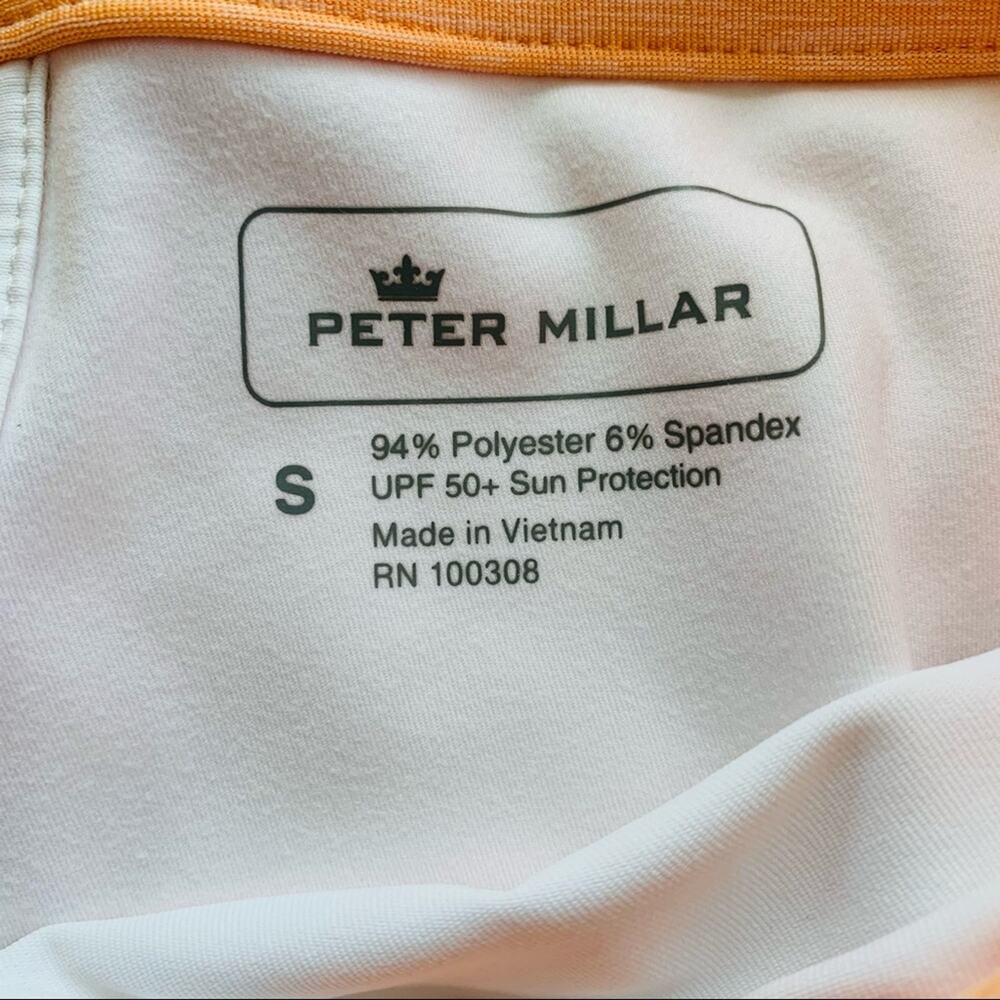 PETER MILLAR
94% Polyester 6% Spandex
S UPF 50+ Sun Protection
Made in Vietnam
RN 100308